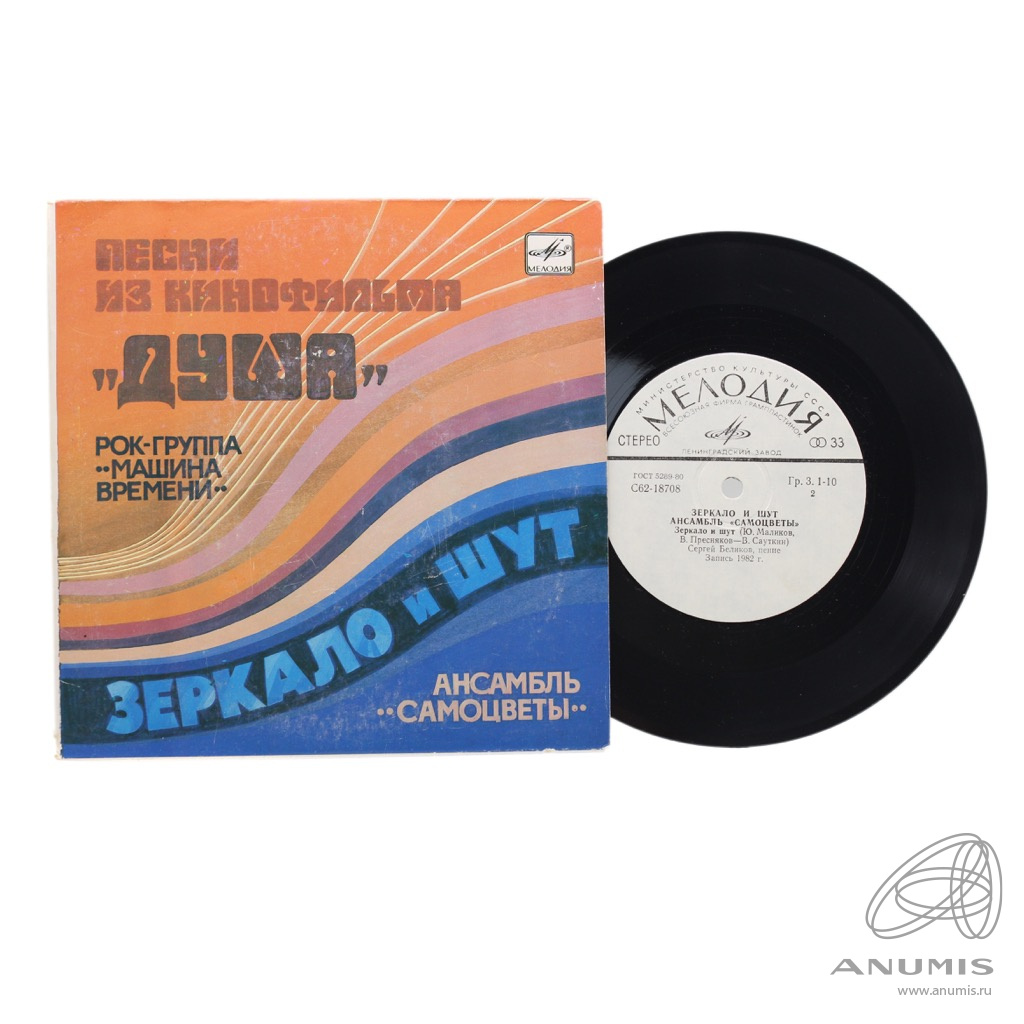 ПЕСНИ
ИЗ КИНОФИЛЬМА
„ДУША”
МЕЛОДИЯ
РОК-ГРУППА
“МАШИНА
ВРЕМЕНИ”
ЗЕРКАЛО И ШУТ
АНСАМБЛЬ
“САМОЦВЕТЫ”
МИНИСТЕРСТВО КУЛЬТУРЫ СССР
МЕЛОДИЯ
ВСЕСОЮЗНАЯ ФИРМА ГРАМПЛАСТИНОК
СТЕРЕО 33
ЛЕНИНГРАДСКИЙ ЗАВОД
ГОСТ 5289-80
С62-18708
Гр. 3. 1-10
2
ЗЕРКАЛО И ШУТ
АНСАМБЛЬ «САМОЦВЕТЫ»
Зеркало и шут (Ю. Маликов,
В. Пресняков—В. Сауткин)
Сергей Беликов, пение
Запись 1982 г.
ANUMIS
www.anumis.ru